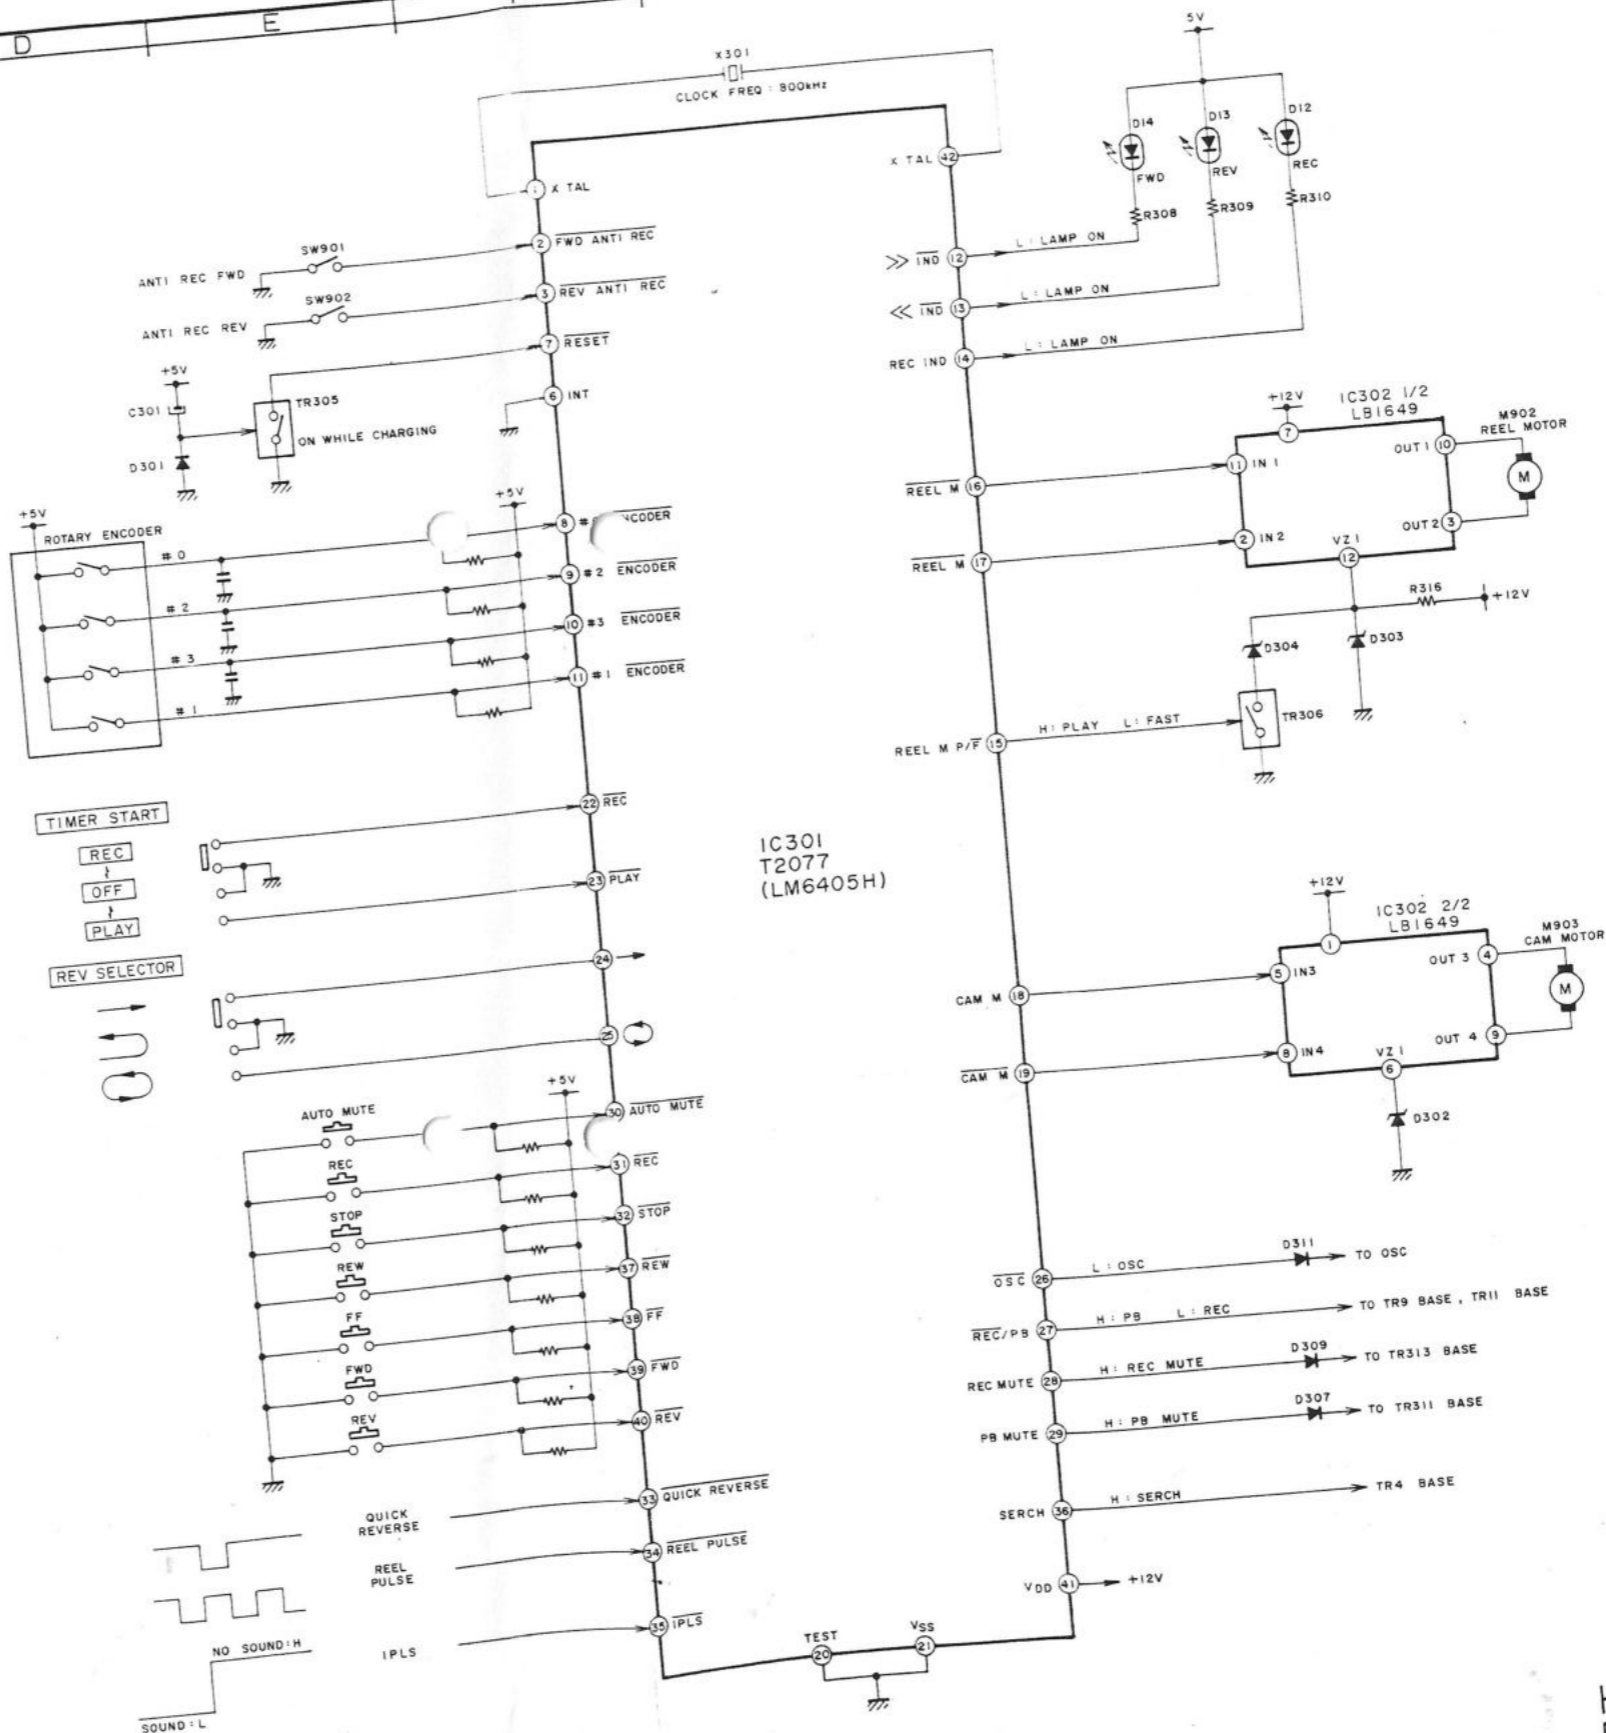 D
E
X301
CLOCK FREQ : 800kHz
X TAL
1
X TAL
42
5V
D14
D13
D12
FWD
REV
REC
R308
R309
R310
SW901
ANTI REC FWD
2
FWD ANTI REC
SW902
ANTI REC REV
3
REV ANTI REC
7
RESET
6
INT
+5V
C301
D301
TR305
ON WHILE CHARGING
>> IND
12
L : LAMP ON
<< IND
13
L : LAMP ON
REC IND
14
L : LAMP ON
+5V
ROTARY ENCODER
# 0
# 2
# 3
# 1
+5V
8
9
#2 ENCODER
10
#3 ENCODER
11
#1 ENCODER
REEL M
16
REEL M
17
+12V
IC302 1/2
LB1649
7
11
IN 1
2
IN 2
OUT 1
10
OUT 2
3
VZ 1
12
M902
REEL MOTOR
M
R316
+12V
D304
D303
TR306
REEL M P/F
15
H : PLAY L : FAST
TIMER START
REC
OFF
PLAY
22
REC
23
PLAY
IC301
T2077
(LM6405H)
REV SELECTOR
24
25
CAM M
18
CAM M
19
+12V
IC302 2/2
LB1649
1
5
IN3
8
IN4
OUT 3
4
OUT 4
9
VZ 1
6
M903
CAM MOTOR
M
D302
+5V
AUTO MUTE
30
AUTO MUTE
REC
31
REC
STOP
32
STOP
REW
37
REW
FF
38
FF
FWD
39
FWD
REV
40
REV
OSC
26
L : OSC
D311
TO OSC
REC/PB
27
H : PB L : REC
TO TR9 BASE , TR11 BASE
REC MUTE
28
H : REC MUTE
D309
TO TR313 BASE
PB MUTE
29
H : PB MUTE
D307
TO TR311 BASE
SERCH
36
H : SERCH
TR4 BASE
VDD
41
+12V
QUICK
REVERSE
33
QUICK REVERSE
REEL
PULSE
34
REEL PULSE
NO SOUND : H
SOUND : L
IPLS
35
IPLS
TEST
20
VSS
21